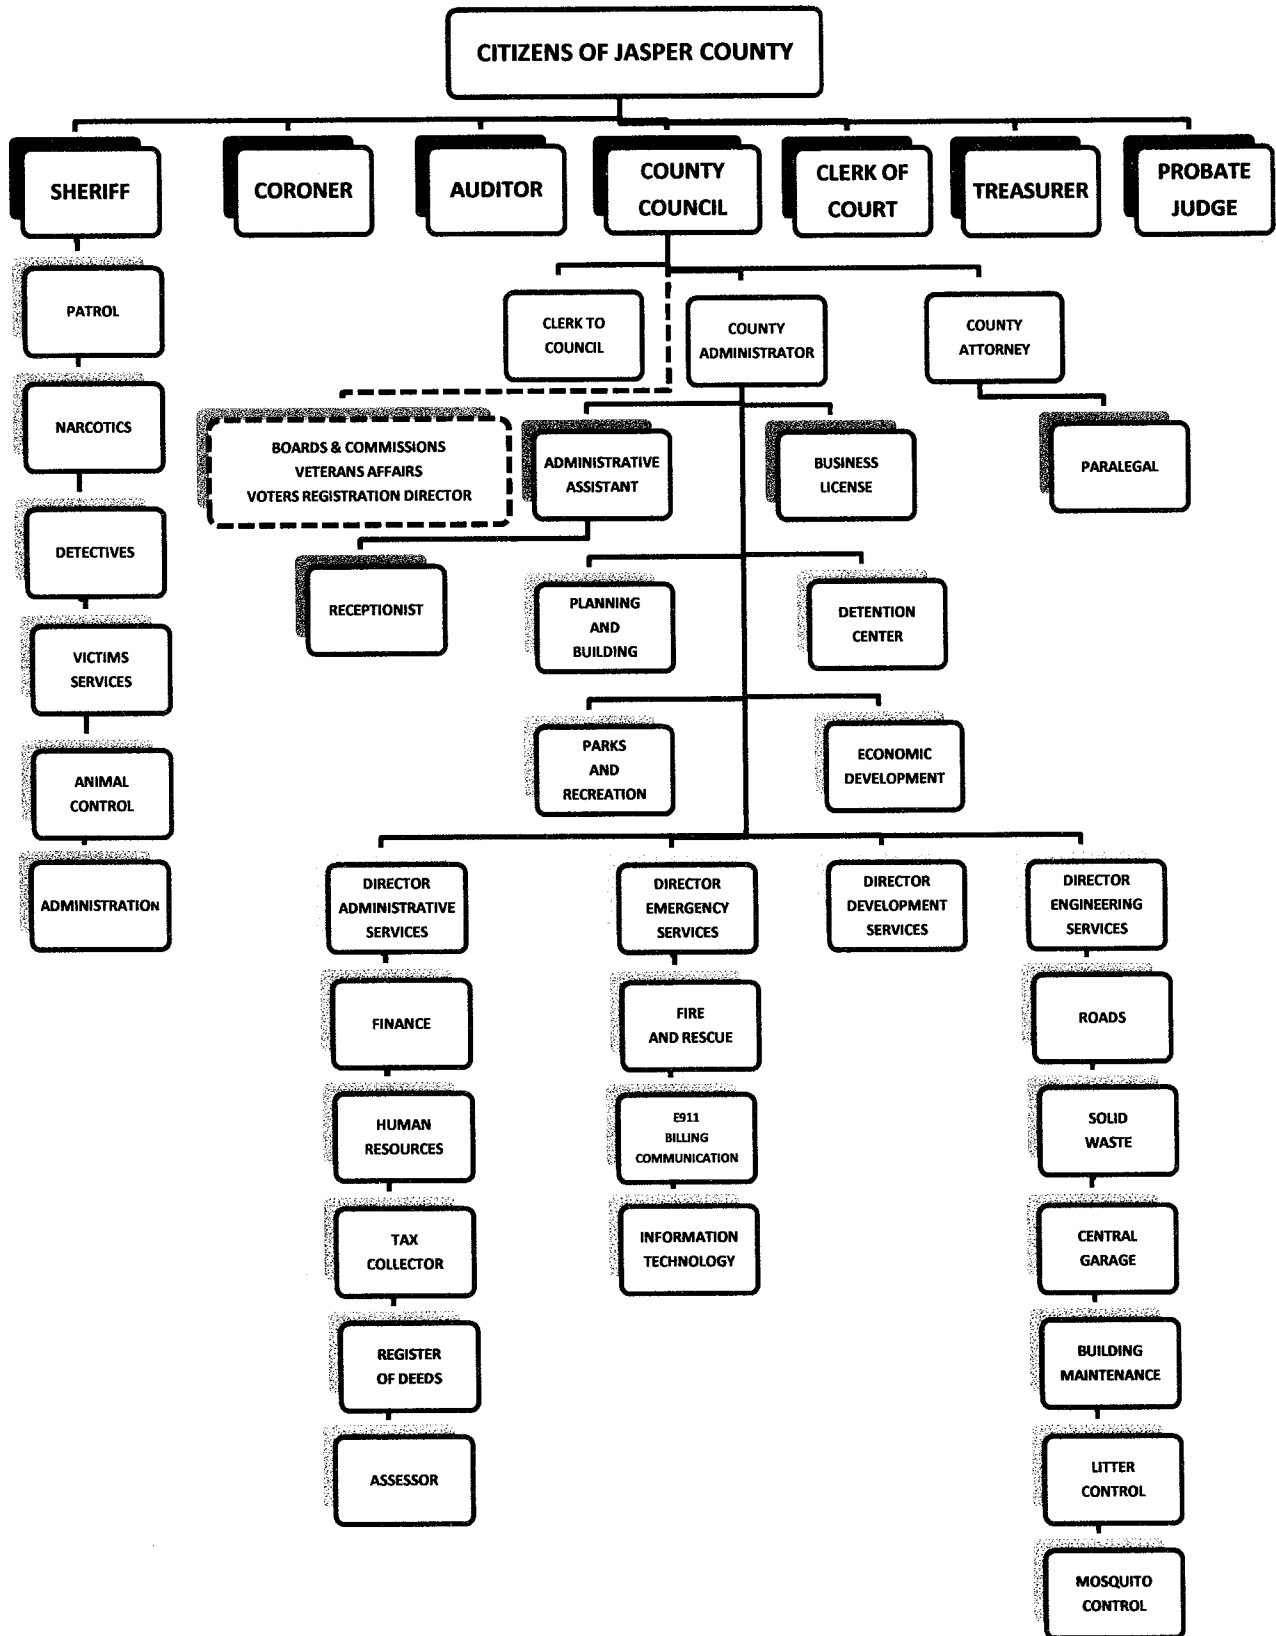 CITIZENS OF JASPER COUNTY
SHERIFF
CORONER
AUDITOR
COUNTY
COUNCIL
CLERK OF
COURT
TREASURER
PROBATE
JUDGE
PATROL
NARCOTICS
DETECTIVES
VICTIMS
SERVICES
ANIMAL
CONTROL
ADMINISTRATION
CLERK TO
COUNCIL
COUNTY
ADMINISTRATOR
COUNTY
ATTORNEY
BOARDS & COMMISSIONS
VETERANS AFFAIRS
VOTERS REGISTRATION DIRECTOR
ADMINISTRATIVE
ASSISTANT
BUSINESS
LICENSE
PARALEGAL
RECEPTIONIST
PLANNING
AND
BUILDING
DETENTION
CENTER
PARKS
AND
RECREATION
ECONOMIC
DEVELOPMENT
DIRECTOR
ADMINISTRATIVE
SERVICES
FINANCE
HUMAN
RESOURCES
TAX
COLLECTOR
REGISTER
OF DEEDS
ASSESSOR
DIRECTOR
EMERGENCY
SERVICES
FIRE
AND RESCUE
E911
BILLING
COMMUNICATION
INFORMATION
TECHNOLOGY
DIRECTOR
DEVELOPMENT
SERVICES
DIRECTOR
ENGINEERING
SERVICES
ROADS
SOLID
WASTE
CENTRAL
GARAGE
BUILDING
MAINTENANCE
LITTER
CONTROL
MOSQUITO
CONTROL